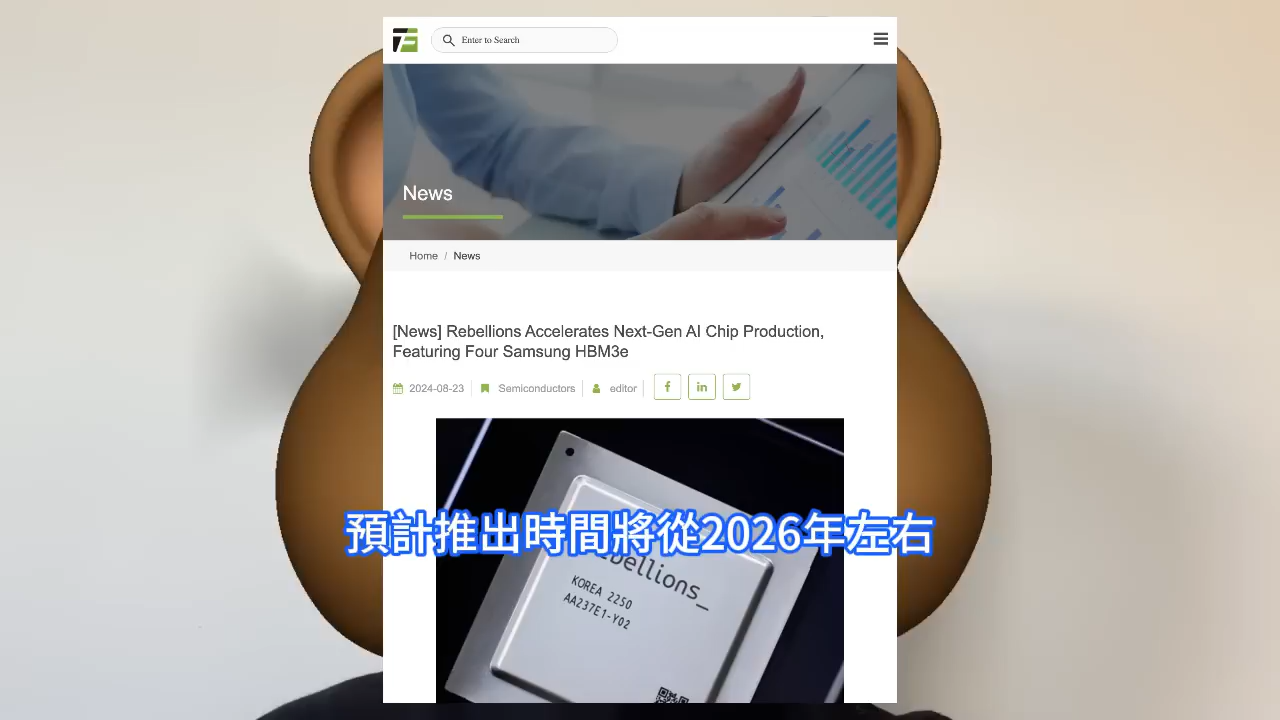 Enter to Search
News
Home / News
[News] Rebellions Accelerates Next-Gen AI Chip Production,
Featuring Four Samsung HBM3e
2024-08-23 Semiconductors editor
預計推出時間將從2026年左右
ebellions_
KOREA 2250
AA237E1-Y02